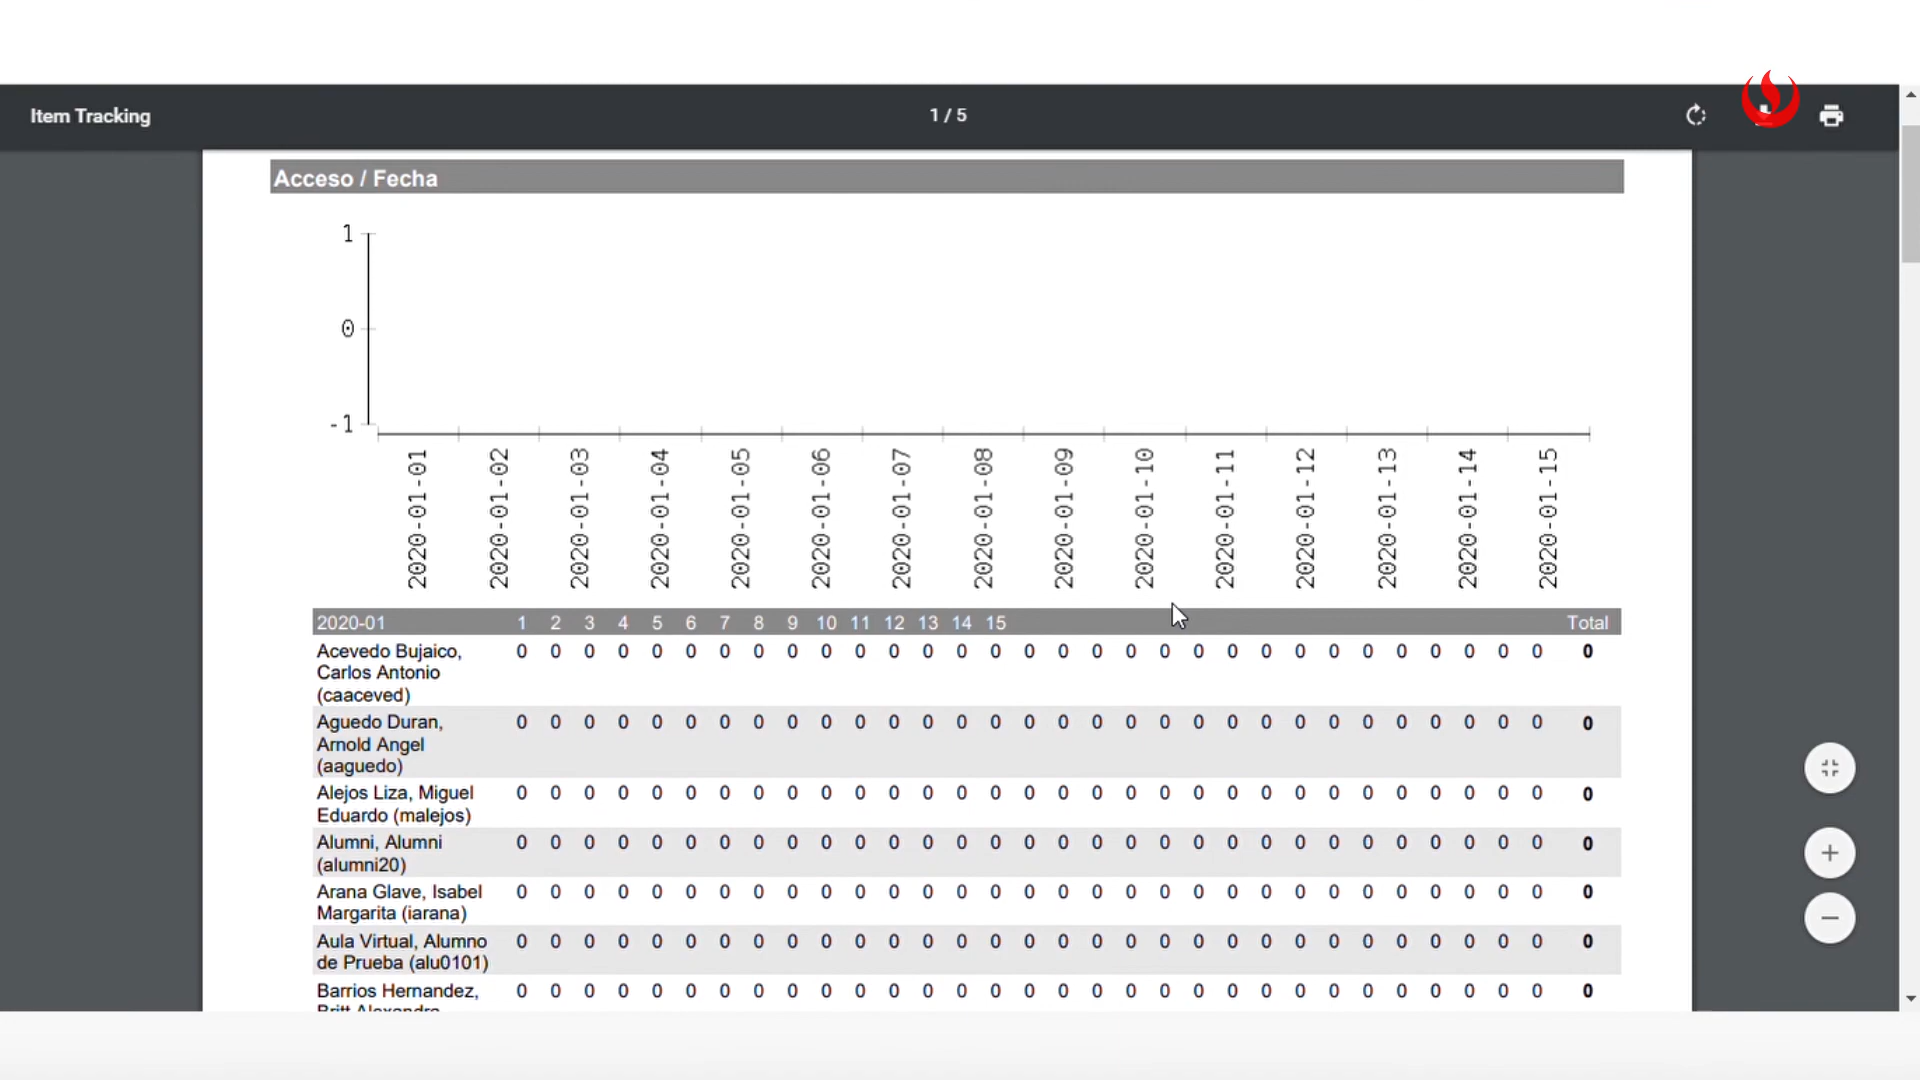 Item Tracking
1 / 5
Acceso / Fecha
1
0
-1
2020-01-01
2020-01-02
2020-01-03
2020-01-04
2020-01-05
2020-01-06
2020-01-07
2020-01-08
2020-01-09
2020-01-10
2020-01-11
2020-01-12
2020-01-13
2020-01-14
2020-01-15
2020-01 1 2 3 4 5 6 7 8 9 10 11 12 13 14 15 Total
Acevedo Bujaico, 0 0 0 0 0 0 0 0 0 0 0 0 0 0 0 0 0 0 0 0 0 0 0 0 0 0 0 0 0 0 0 0
Carlos Antonio
(caaceved)
Aguedo Duran, 0 0 0 0 0 0 0 0 0 0 0 0 0 0 0 0 0 0 0 0 0 0 0 0 0 0 0 0 0 0 0 0
Arnold Angel
(aaguedo)
Alejos Liza, Miguel 0 0 0 0 0 0 0 0 0 0 0 0 0 0 0 0 0 0 0 0 0 0 0 0 0 0 0 0 0 0 0 0
Eduardo (malejos)
Alumni, Alumni 0 0 0 0 0 0 0 0 0 0 0 0 0 0 0 0 0 0 0 0 0 0 0 0 0 0 0 0 0 0 0 0
(alumni20)
Arana Glave, Isabel 0 0 0 0 0 0 0 0 0 0 0 0 0 0 0 0 0 0 0 0 0 0 0 0 0 0 0 0 0 0 0 0
Margarita (iarana)
Aula Virtual, Alumno 0 0 0 0 0 0 0 0 0 0 0 0 0 0 0 0 0 0 0 0 0 0 0 0 0 0 0 0 0 0 0 0
de Prueba (alu0101)
Barrios Hernandez, 0 0 0 0 0 0 0 0 0 0 0 0 0 0 0 0 0 0 0 0 0 0 0 0 0 0 0 0 0 0 0 0